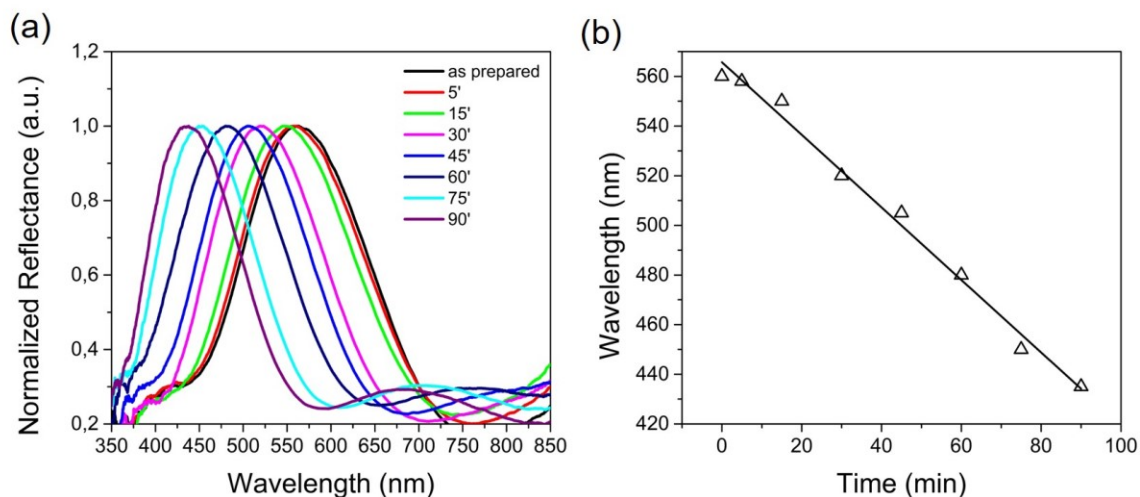 (a)
Normalized Reflectance (a.u.)
1,2
1,0
0,8
0,6
0,4
0,2
as prepared
5'
15'
30'
45'
60'
75'
90'
350 400 450 500 550 600 650 700 750 800 850
Wavelength (nm)
(b)
Wavelength (nm)
560
540
520
500
480
460
440
420
0 20 40 60 80 100
Time (min)